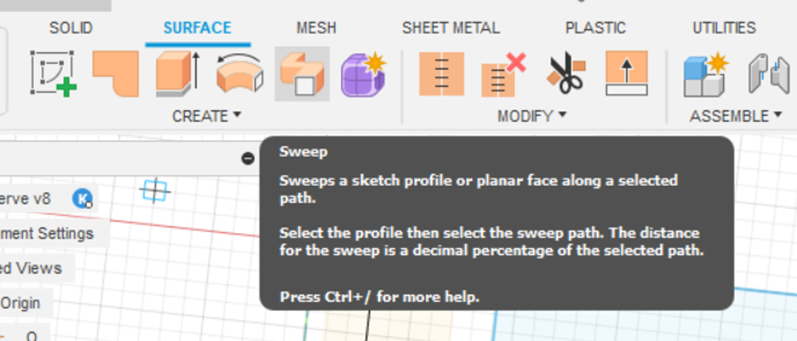 SOLID
SURFACE
MESH
SHEET METAL
PLASTIC
UTILITIES
CREATE
MODIFY
ASSEMBLE
Sweep
Sweeps a sketch profile or planar face along a selected
path.
Select the profile then select the sweep path. The distance
for the sweep is a decimal percentage of the selected path.
Press Ctrl+/ for more help.
erve v8
K
ment Settings
ed Views
Origin